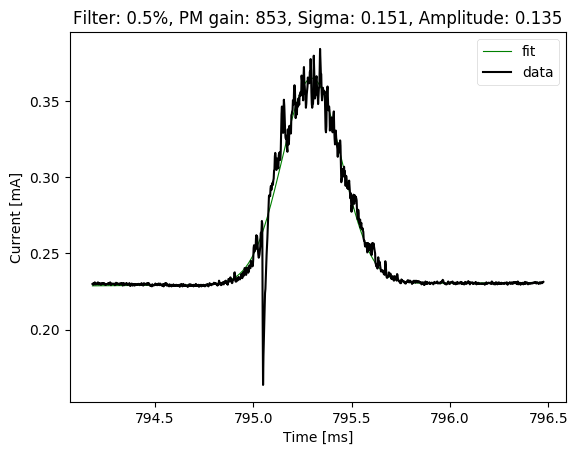 Filter: 0.5%, PM gain: 853, Sigma: 0.151, Amplitude: 0.135
fit
data
0.35
0.30
0.25
0.20
Current [mA]
794.5 795.0 795.5 796.0 796.5
Time [ms]